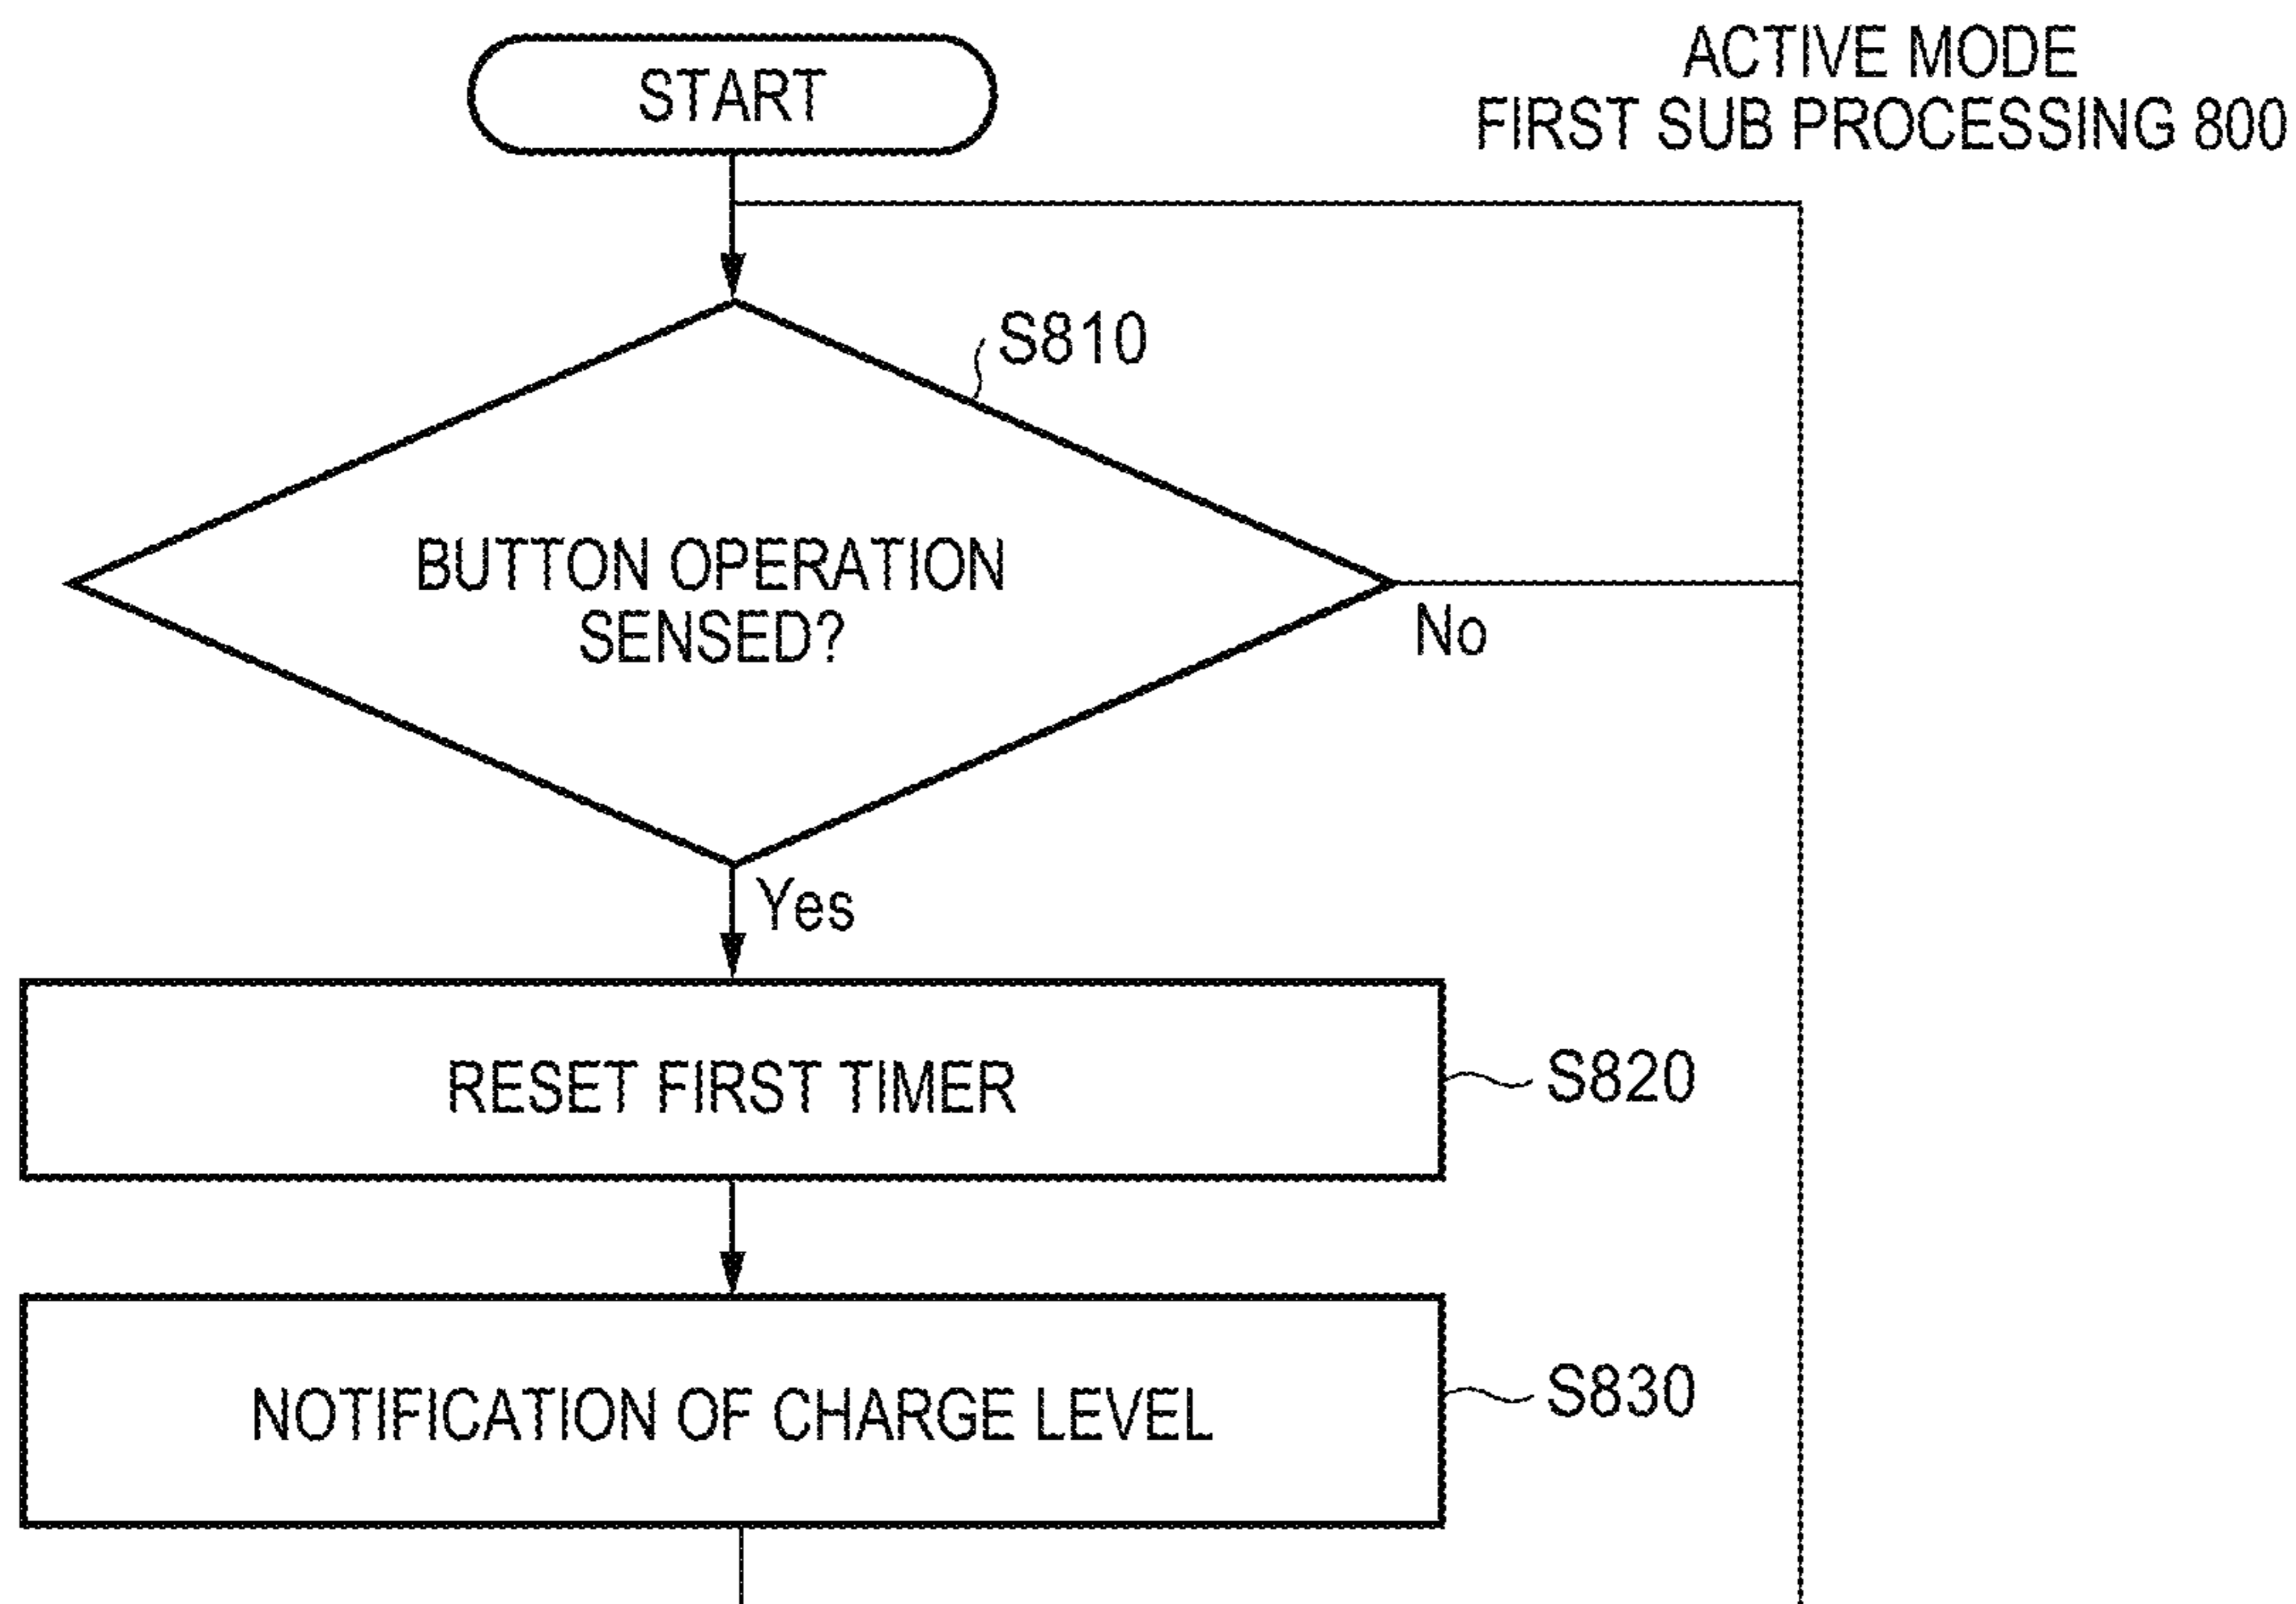 ACTIVE MODE
FIRST SUB PROCESSING 800
START
S810
BUTTON OPERATION
SENSED?
No
Yes
RESET FIRST TIMER
S820
NOTIFICATION OF CHARGE LEVEL
S830